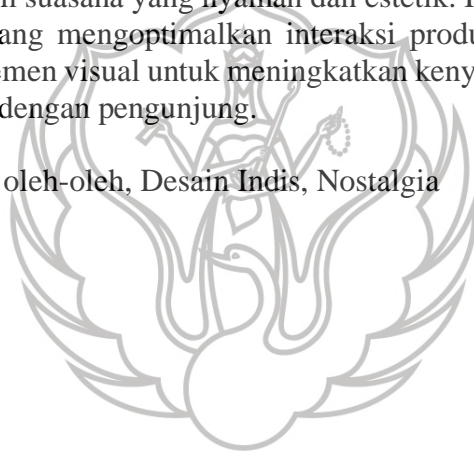 suasana yang nyaman dan estetik.
ang mengoptimalkan interaksi produ
emen visual untuk meningkatkan keny
dengan pengunjung.
oleh-oleh, Desain Indis, Nostalgia